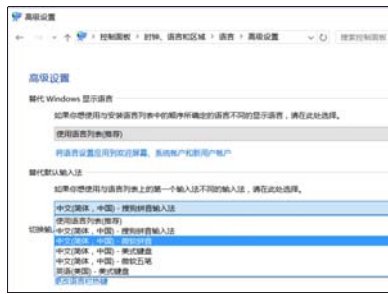 高级设置
控制面板 › 时钟、语言和区域 › 语言 › 高级设置
搜索控制面板
高级设置
替代 Windows 显示语言
如果你想使用与安装语言列表中的顺序所确定的语言不同的显示语言，请在此处选择。
使用语言列表(推荐)
将语言设置应用到欢迎屏幕、系统帐户和新用户帐户
替代默认输入法
如果你想使用与语言列表上的第一个输入法不同的输入法，请在此处选择。
中文(简体，中国) - 搜狗拼音输入法
使用语言列表(推荐)
切换输
中文(简体，中国) - 搜狗拼音输入法
中文(简体，中国) - 微软拼音
中文(简体，中国) - 美式键盘
中文(简体，中国) - 微软五笔
英语(美国) - 美式键盘
更改语言栏热键